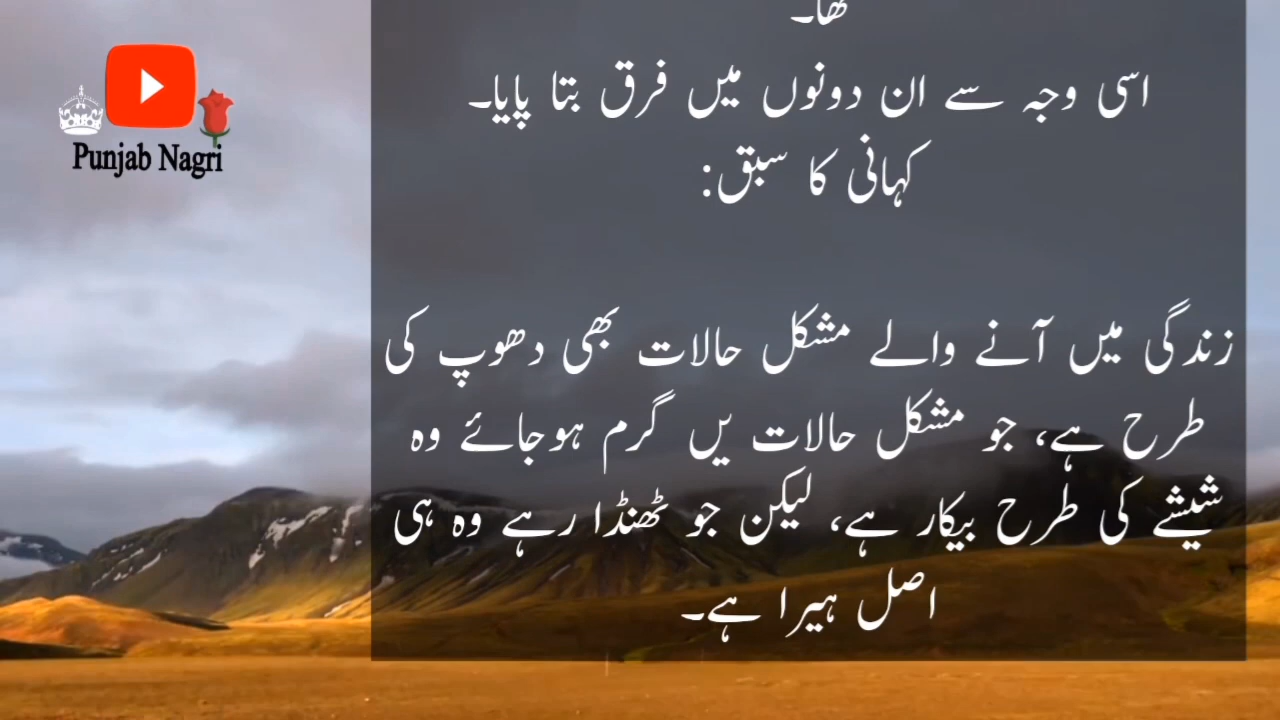 تھا۔
اسی وجہ سے ان دونوں میں فرق بتا پایا۔
کہانی کا سبق:
زندگی میں آنے والے مشکل حالات بھی دھوپ کی
طرح ہے، جو مشکل حالات یں گرم ہوجائے وہ
شیشے کی طرح بیکار ہے، لیکن جو ٹھنڈا رہے وہ ہی
اصل ہیرا ہے۔
Punjab Nagri